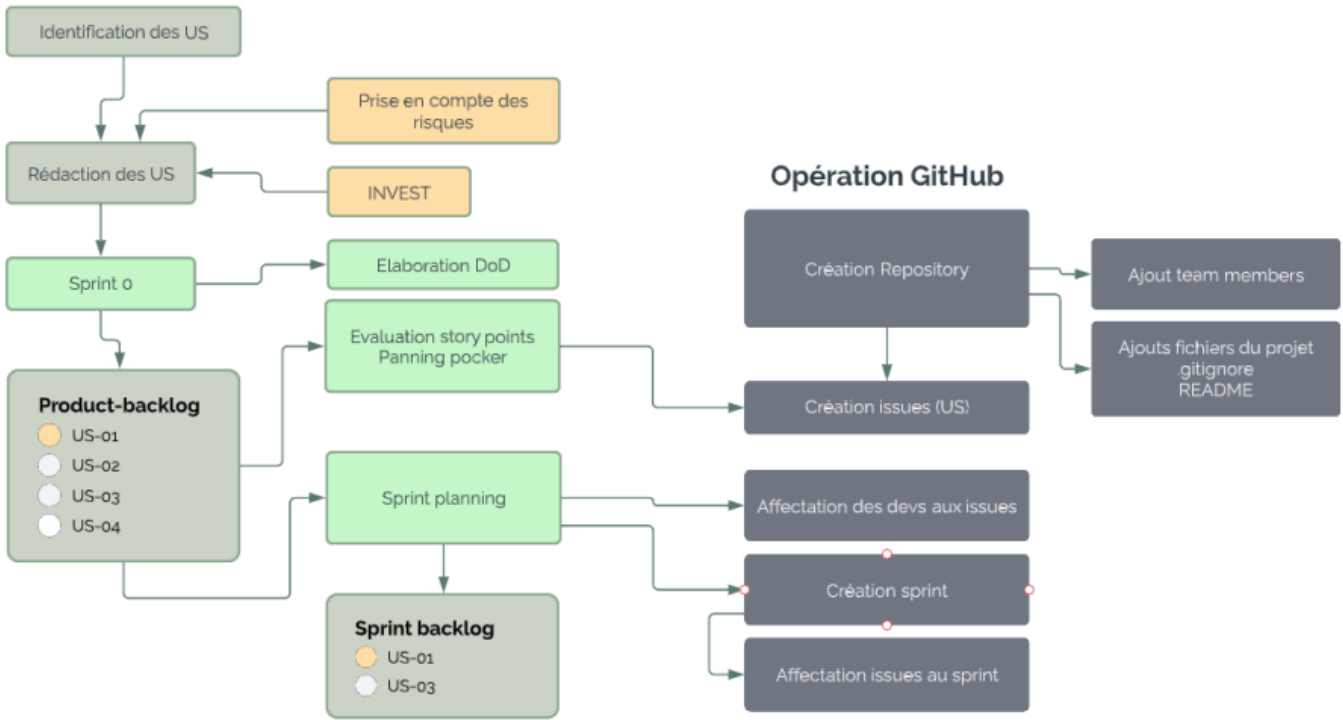 Identification des US
Prise en compte des
risques
Rédaction des US
INVEST
Sprint 0
Elaboration DoD
Evaluation story points
Panning pocker
Product-backlog
US-01
US-02
US-03
US-04
Sprint planning
Sprint backlog
US-01
US-03
Opération GitHub
Création Repository
Ajout team members
Ajouts fichiers du projet
.gitignore
README
Création issues (US)
Affectation des devs aux issues
Création sprint
Affectation issues au sprint